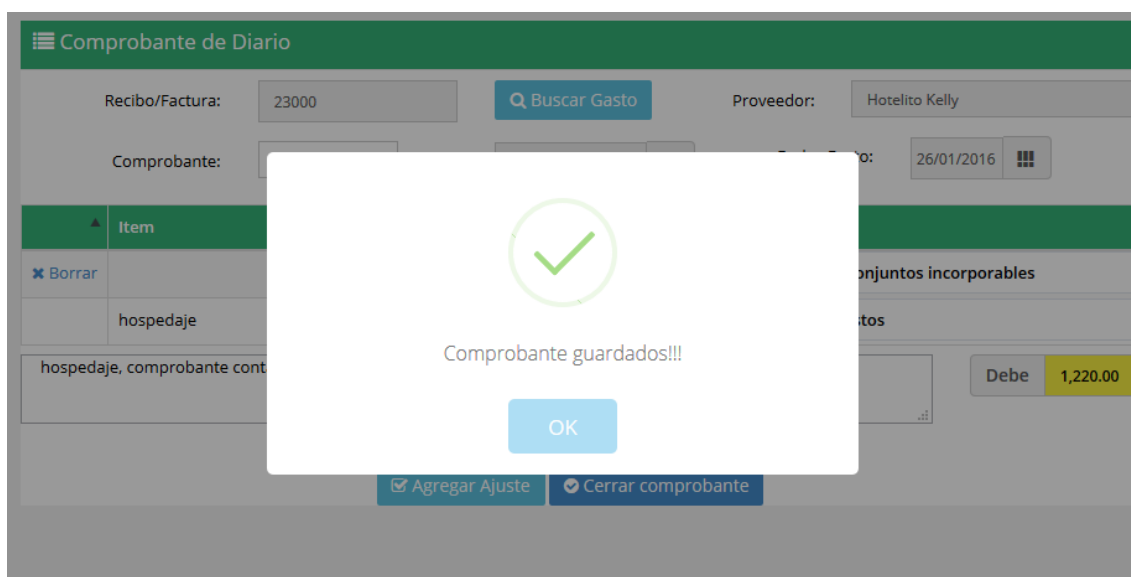 Comprobante de Diario
Recibo/Factura: 23000 Buscar Gasto Proveedor: Hotelito Kelly
Comprobante: to: 26/01/2016
Item
Borrar onjuntos incorporables
hospedaje stos
Comprobante guardados!!!
hospedaje, comprobante cont Debe 1,220.00
OK
Agregar Ajuste Cerrar comprobante